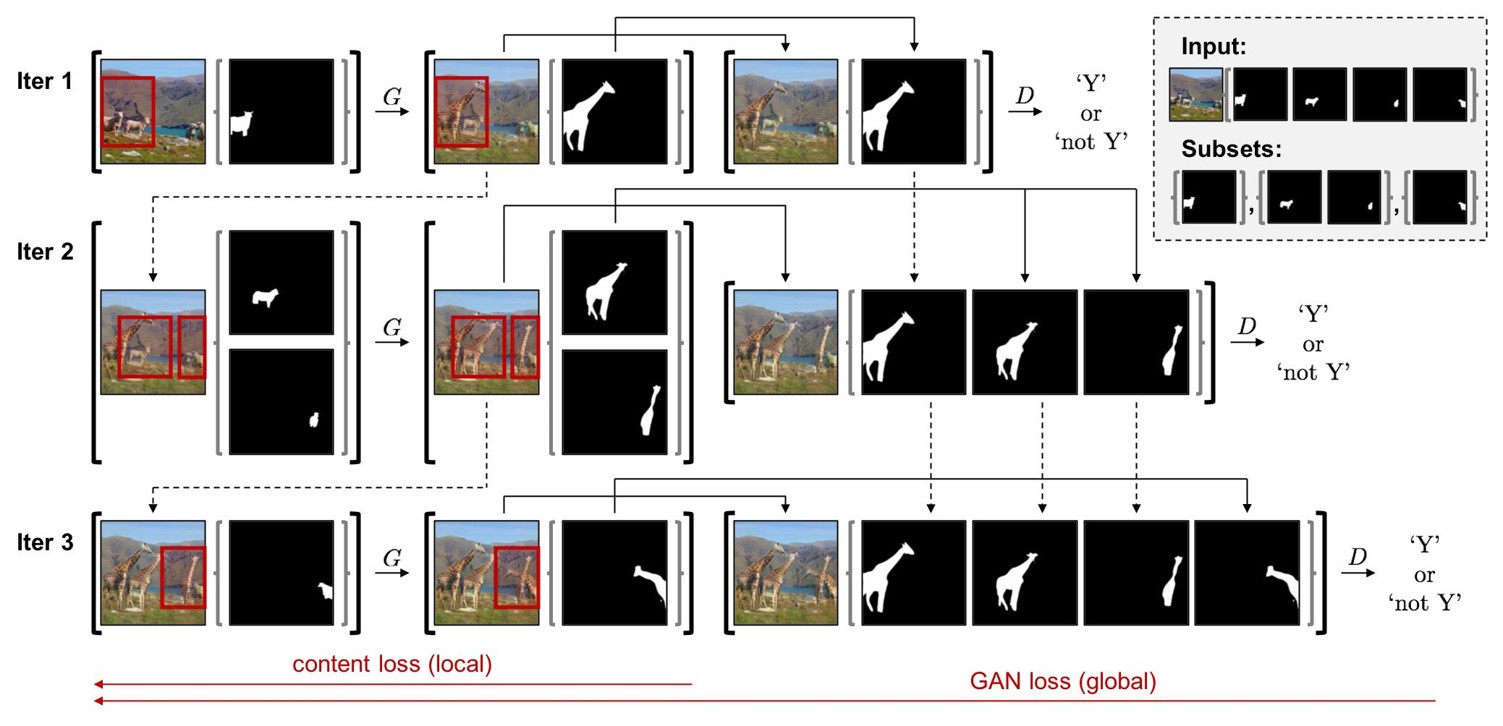 Iter 1
G
D
‘Y’
or
‘not Y’
Input:
Subsets:
, ,
Iter 2
G
D
‘Y’
or
‘not Y’
Iter 3
G
D
‘Y’
or
‘not Y’
content loss (local)
GAN loss (global)